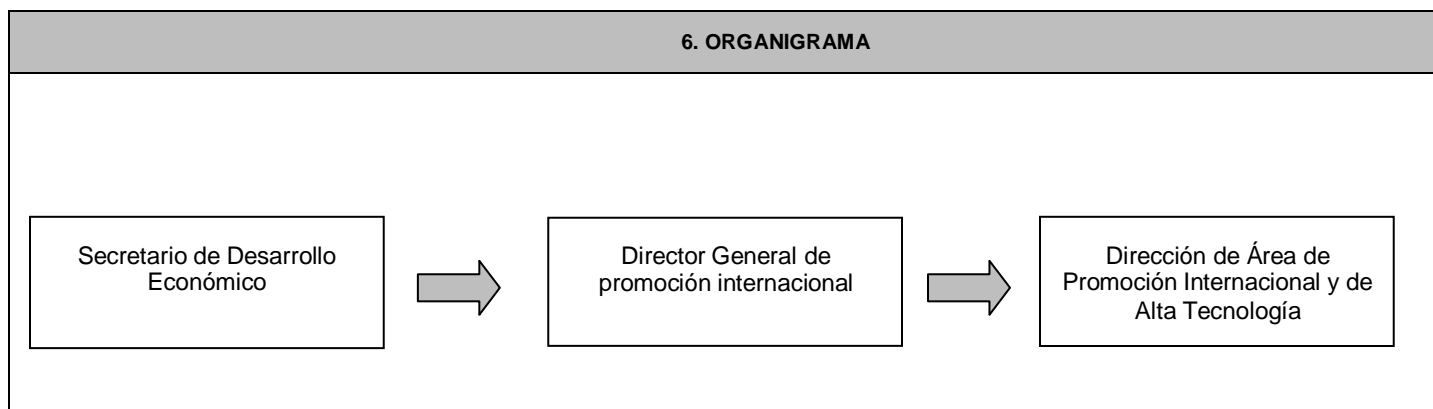 6. ORGANIGRAMA
Secretario de Desarrollo
Económico
Director General de
promoción internacional
Dirección de Área de
Promoción Internacional y de
Alta Tecnología